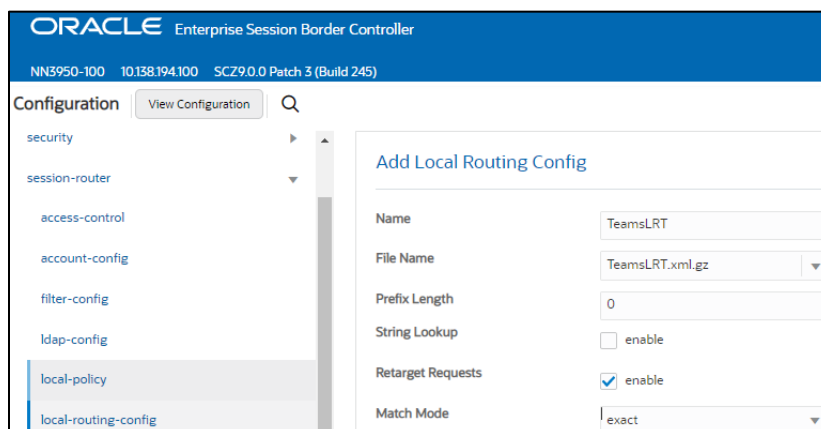 ORACLE Enterprise Session Border Controller
NN3950-100 10.138.194.100 SCZ9.0.0 Patch 3 (Build 245)
Configuration View Configuration
security
session-router
access-control
account-config
filter-config
ldap-config
local-policy
local-routing-config
Add Local Routing Config
Name TeamsLRT
File Name TeamsLRT.xml.gz
Prefix Length 0
String Lookup enable
Retarget Requests enable
Match Mode exact